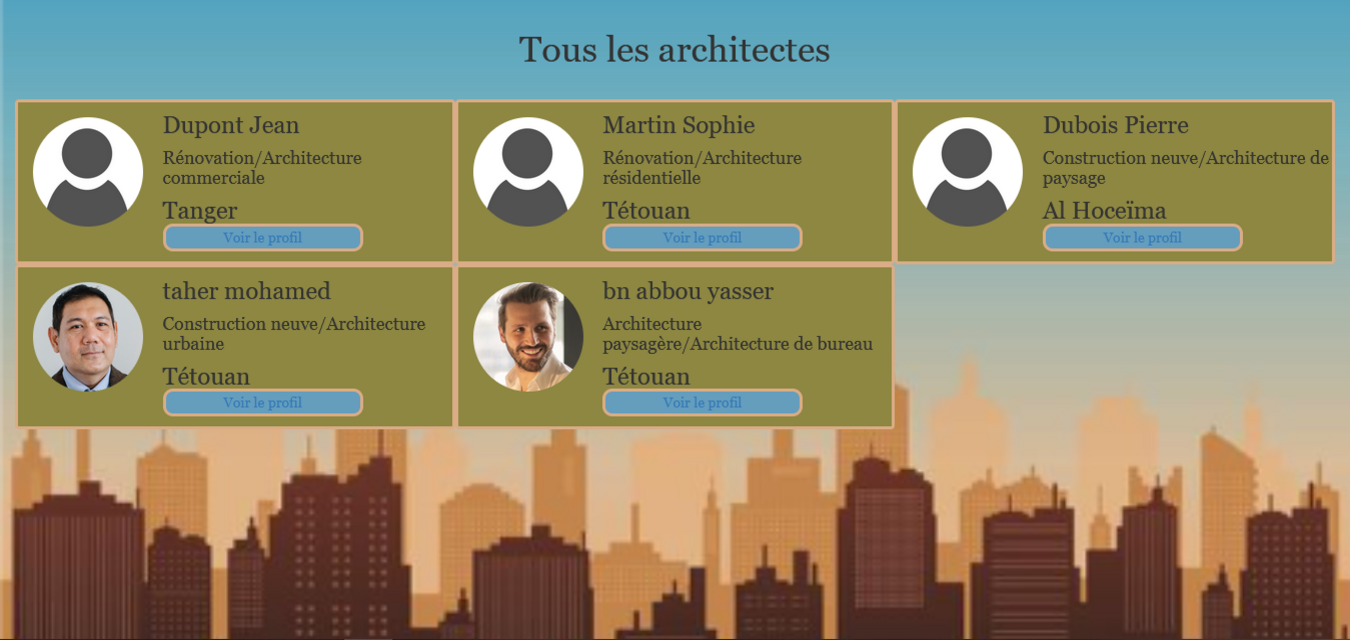 Tous les architectes
Dupont Jean
Rénovation/Architecture
commerciale
Tanger
Voir le profil
Martin Sophie
Rénovation/Architecture
résidentielle
Tétouan
Voir le profil
Dubois Pierre
Construction neuve/Architecture de
paysage
Al Hoceïma
Voir le profil
taher mohamed
Construction neuve/Architecture
urbaine
Tétouan
Voir le profil
bn abbou yasser
Architecture
paysagère/Architecture de bureau
Tétouan
Voir le profil